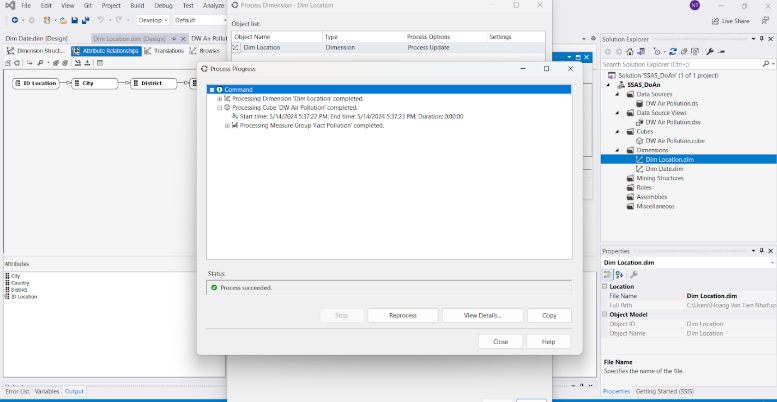 File Edit View Git Project Build Debug Test Analyze
Process Dimension - Dim Location
NT
Develop Default
Live Share
Object list:
Object Name Type Process Options Settings
Dim Location Dimension Process Update
Dim Date.dim [Design] Dim Location.dim [Design] DW Air Pollut
Dimension Struct... Attribute Relationships Translations Browser
ID Location City District
Process Progress
Command
Processing Dimension 'Dim Location' completed.
Processing Cube 'DW Air Pollution' completed.
Start time: 5/14/2024 5:37:22 PM; End time: 5/14/2024 5:37:23 PM; Duration: 0:00:00
Processing Measure Group 'Fact Pollution' completed.
Status:
Process succeeded.
Stop Reprocess View Details... Copy
Close Help
Attributes
City
Country
District
ID Location
Error List Variables Output
Solution Explorer
Search Solution Explorer (Ctrl+;)
Solution 'SSAS_DoAn' (1 of 1 project)
SSAS_DoAn
Data Sources
DW Air Pollution.ds
Data Source Views
DW Air Pollution.dsv
Cubes
DW Air Pollution.cube
Dimensions
Dim Location.dim
Dim Date.dim
Mining Structures
Roles
Assemblies
Miscellaneous
Properties
Dim Location.dim
Location
File Name Dim Location.dim
Full Path C:\Users\Hoang Van Tien Nhat\sc
Object Model
Object ID Dim Location
Object Name Dim Location
File Name
Specifies the name of the file.
Properties Getting Started (SSIS)